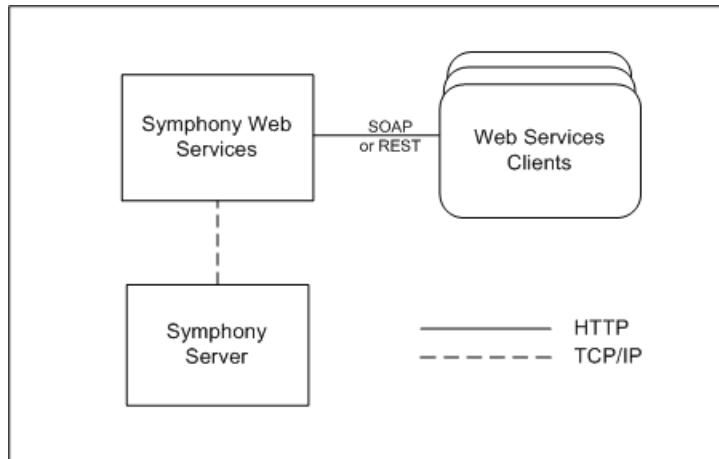 Symphony Web
Services
SOAP
or REST
Web Services
Clients
Symphony
Server
HTTP
TCP/IP